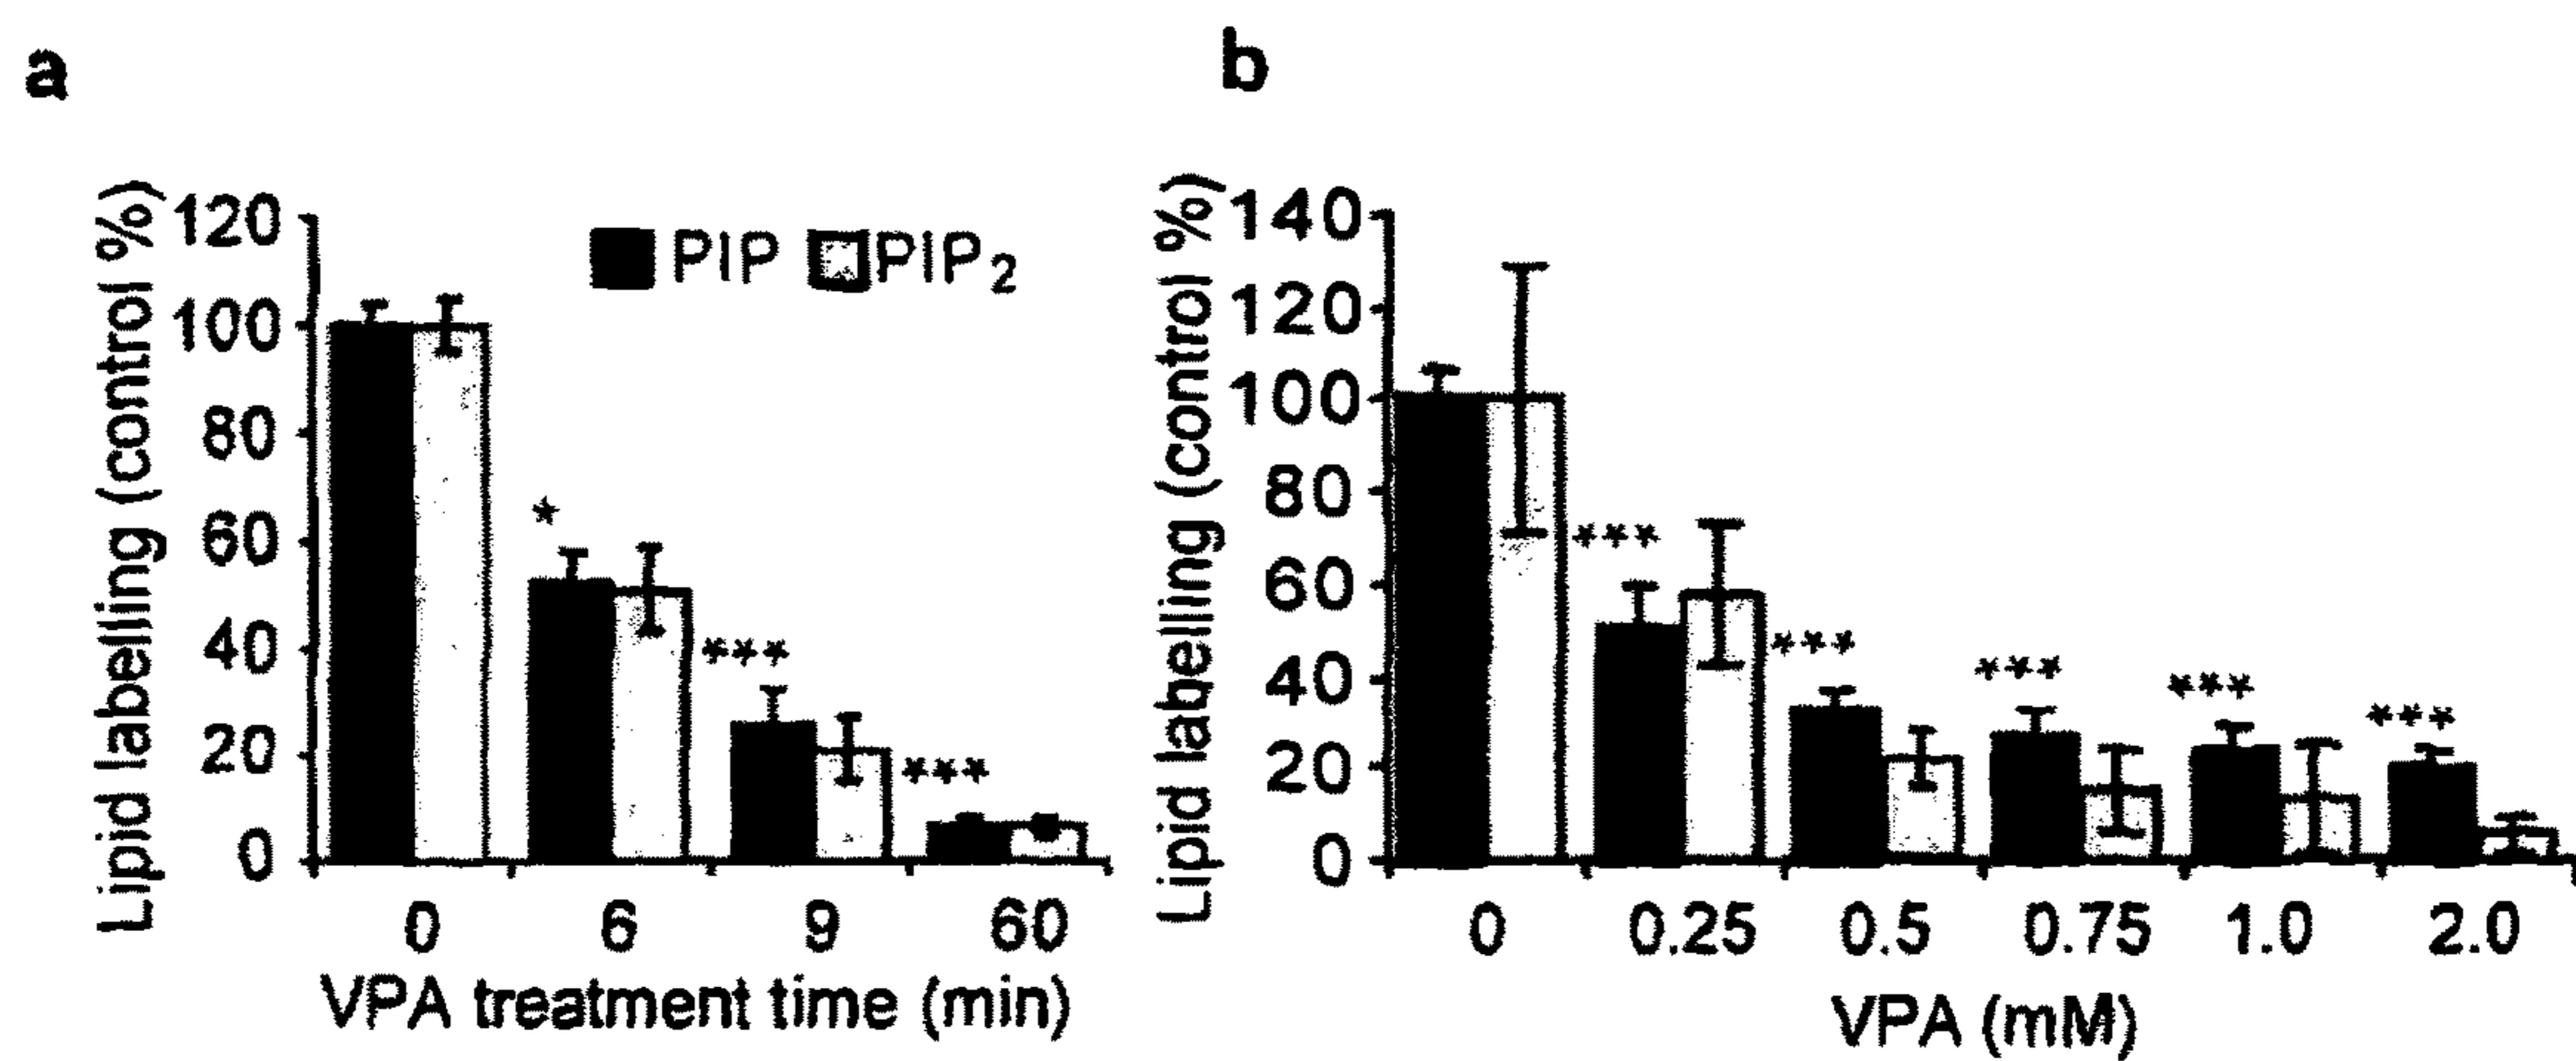 a
Lipid labelling (control %)
120
100
80
60
40
20
0
PIP PIP₂
*
***
***
0 6 9 60
VPA treatment time (min)
b
Lipid labelling (control %)
140
120
100
80
60
40
20
0
***
***
***
***
***
0 0.25 0.5 0.75 1.0 2.0
VPA (mM)